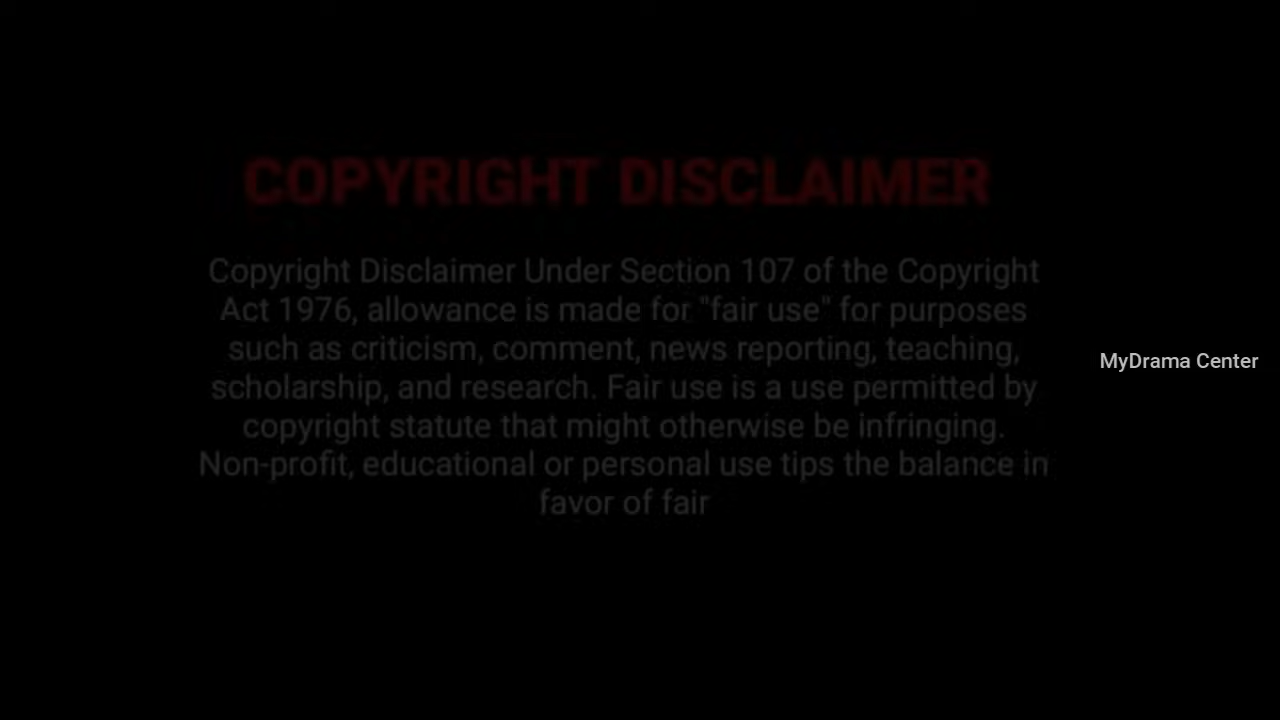 COPYRIGHT DISCLAIMER
Copyright Disclaimer Under Section 107 of the Copyright
Act 1976, allowance is made for "fair use" for purposes
such as criticism, comment, news reporting, teaching,
scholarship, and research. Fair use is a use permitted by
copyright statute that might otherwise be infringing.
Non-profit, educational or personal use tips the balance in
favor of fair
MyDrama Center